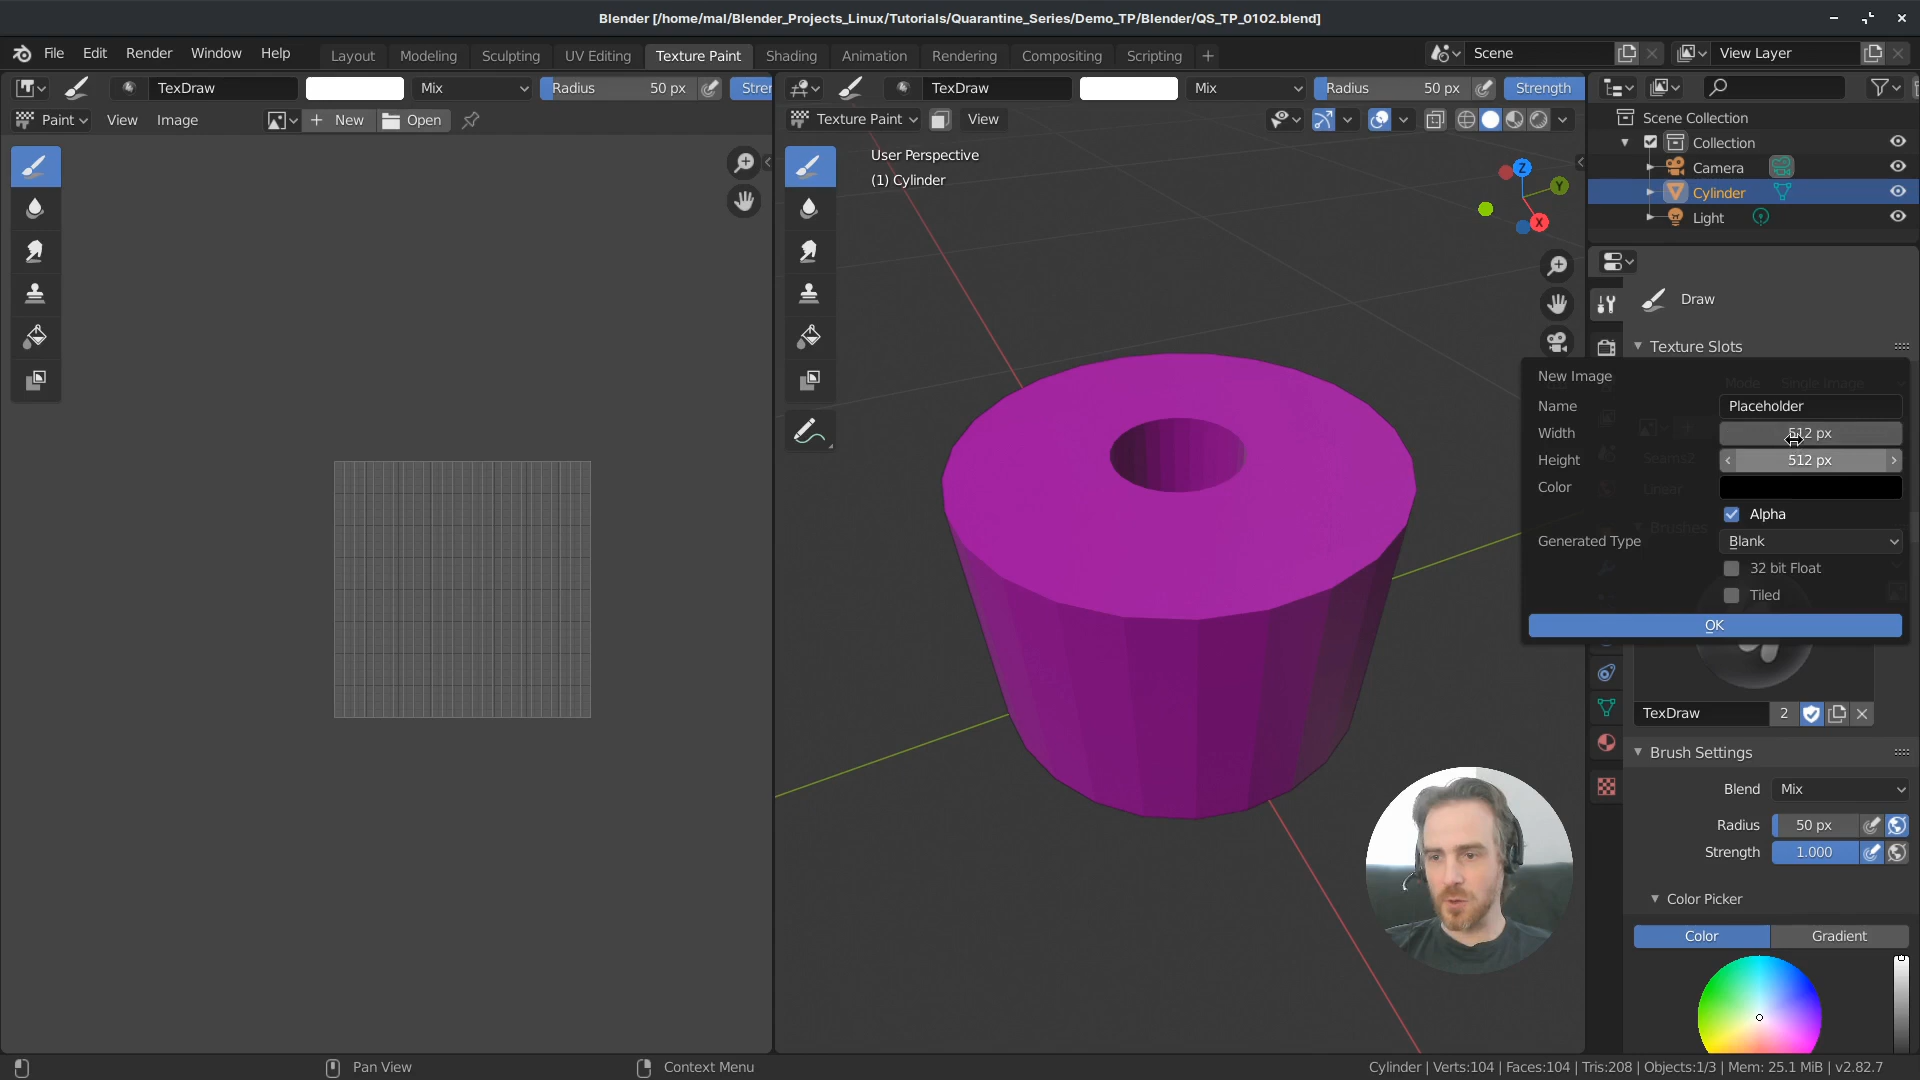 Blender [/home/mal/Blender_Projects_Linux/Tutorials/Quarantine_Series/Demo_TP/Blender/QS_TP_0102.blend]
File Edit Render Window Help Layout Modeling Sculpting UV Editing Texture Paint Shading Animation Rendering Compositing Scripting + Scene View Layer
TexDraw Mix Radius 50 px Stren
TexDraw Mix Radius 50 px Strength
Paint View Image + New Open
Texture Paint View
User Perspective
(1) Cylinder
Z
Y
X
Scene Collection
Collection
Camera
Cylinder
Light
Draw
Texture Slots
Mode Single Image
New Image
Name Placeholder
Width 512 px
Height 512 px
Color
Linear
Alpha
Brushes
Generated Type Blank
32 bit Float
Tiled
OK
TexDraw 2
Brush Settings
Blend Mix
Radius 50 px
Strength 1.000
Color Picker
Color Gradient
Pan View Context Menu
Cylinder | Verts:104 | Faces:104 | Tris:208 | Objects:1/3 | Mem: 25.1 MiB | v2.82.7